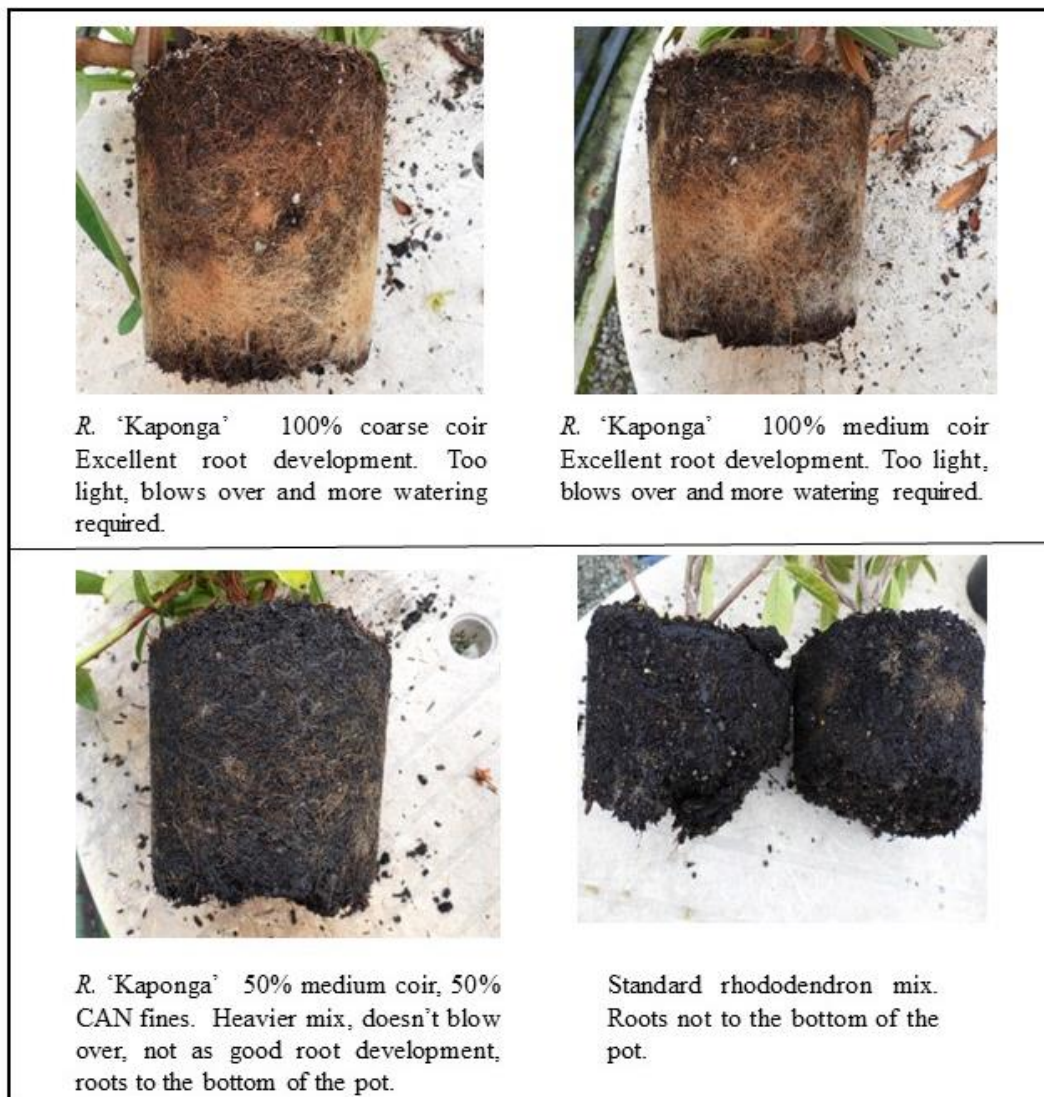 R. ‘Kaponga’ 100% coarse coir
Excellent root development. Too
light, blows over and more watering
required.
R. ‘Kaponga’ 100% medium coir
Excellent root development. Too light,
blows over and more watering required.
R. ‘Kaponga’ 50% medium coir, 50%
CAN fines. Heavier mix, doesn’t blow
over, not as good root development,
roots to the bottom of the pot.
Standard rhododendron mix.
Roots not to the bottom of the
pot.